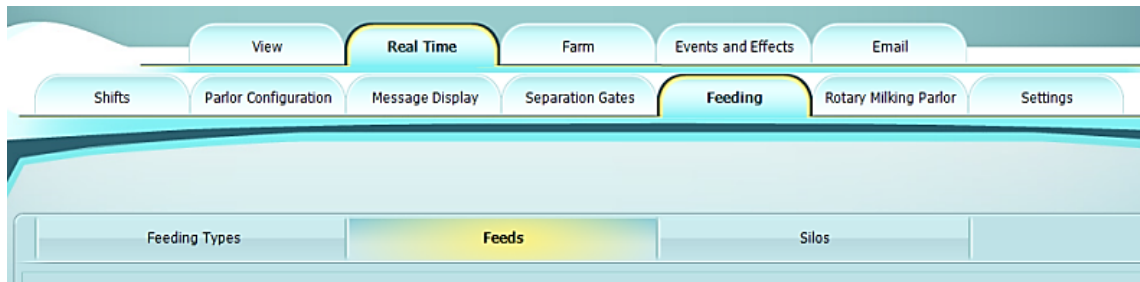 View Real Time Farm Events and Effects Email
Shifts Parlor Configuration Message Display Separation Gates Feeding Rotary Milking Parlor Settings
Feeding Types Feeds Silos